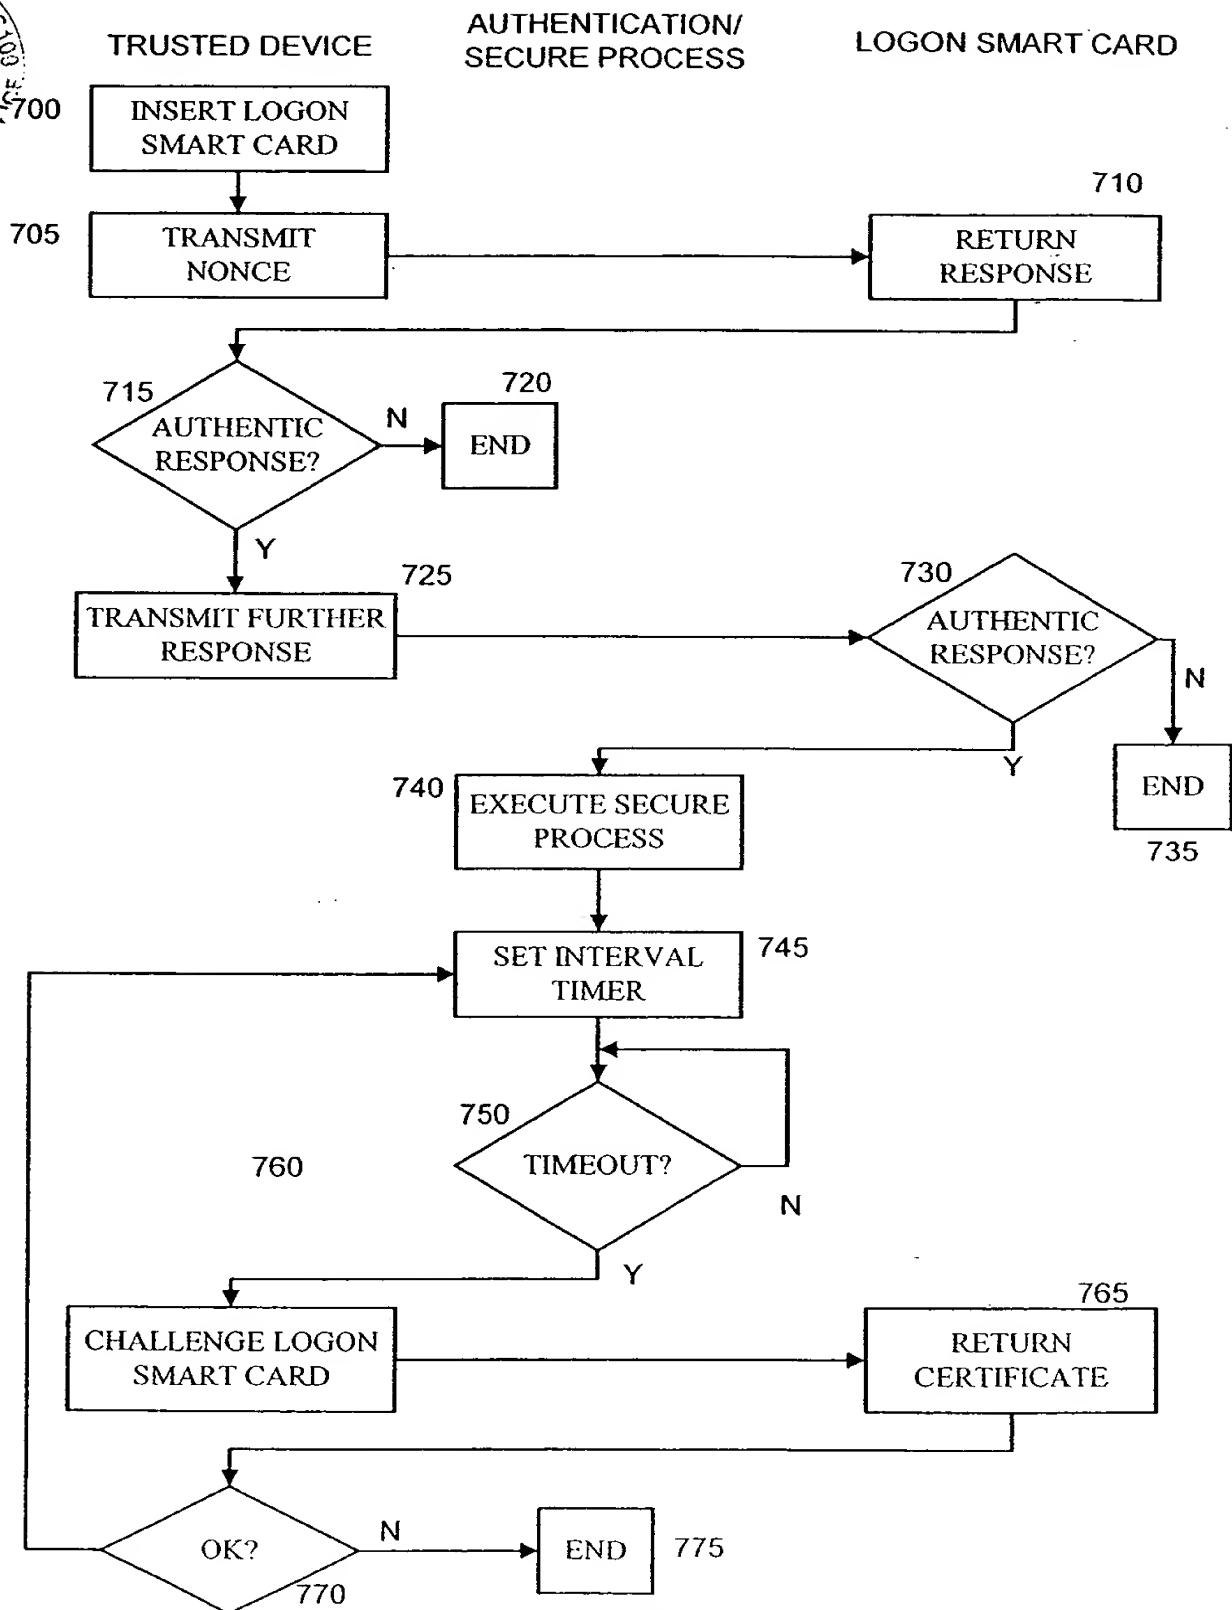 TRUSTED DEVICE
AUTHENTICATION/
SECURE PROCESS
LOGON SMART CARD
700
INSERT LOGON
SMART CARD
705
TRANSMIT
NONCE
710
RETURN
RESPONSE
715
AUTHENTIC
RESPONSE?
N
720
END
Y
725
TRANSMIT FURTHER
RESPONSE
730
AUTHENTIC
RESPONSE?
N
Y
END
735
740
EXECUTE SECURE
PROCESS
SET INTERVAL
TIMER
745
750
TIMEOUT?
N
760
Y
CHALLENGE LOGON
SMART CARD
765
RETURN
CERTIFICATE
OK?
770
N
END
775